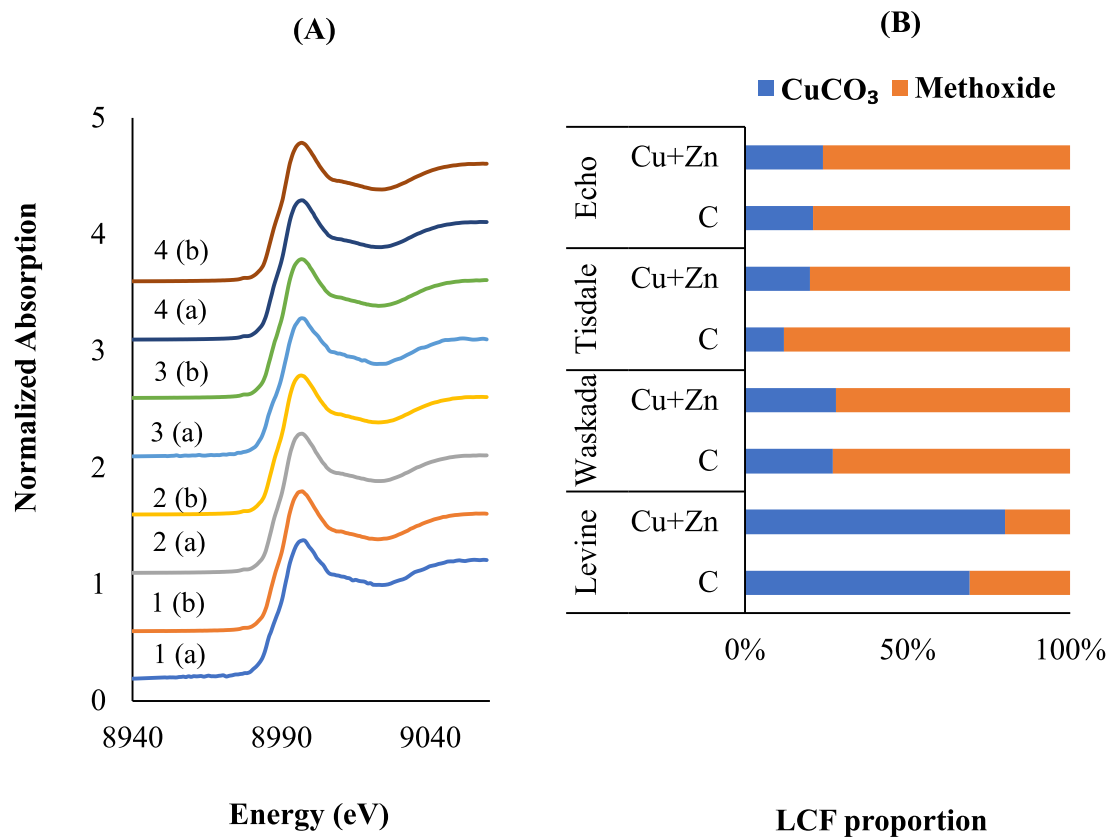 (A)
Normalized Absorption
5
4
3
2
1
0
4 (b)
4 (a)
3 (b)
3 (a)
2 (b)
2 (a)
1 (b)
1 (a)
8940 8990 9040
Energy (eV)
(B)
CuCO₃ Methoxide
Echo
Cu+Zn
C
Tisdale
Cu+Zn
C
Waskada
Cu+Zn
C
Levine
Cu+Zn
C
0% 50% 100%
LCF proportion